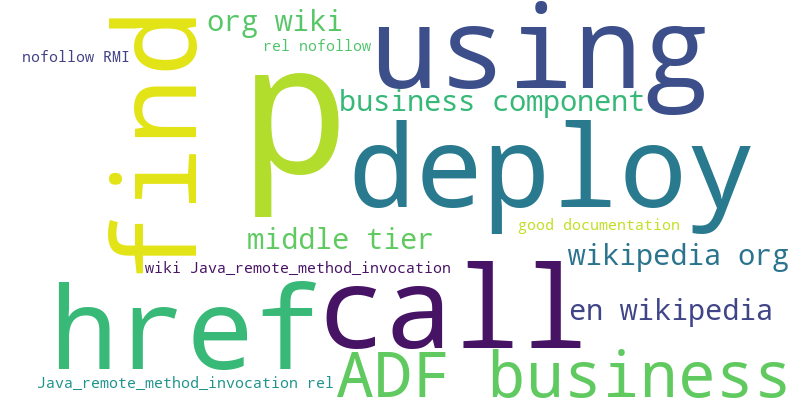 org wiki
using
rel nofollow
nofollow RMI
find
p
business component
deploy
good documentation
middle tier
wikipedia org
wiki Java_remote_method_invocation
href
call
en wikipedia
ADF business
Java_remote_method_invocation rel